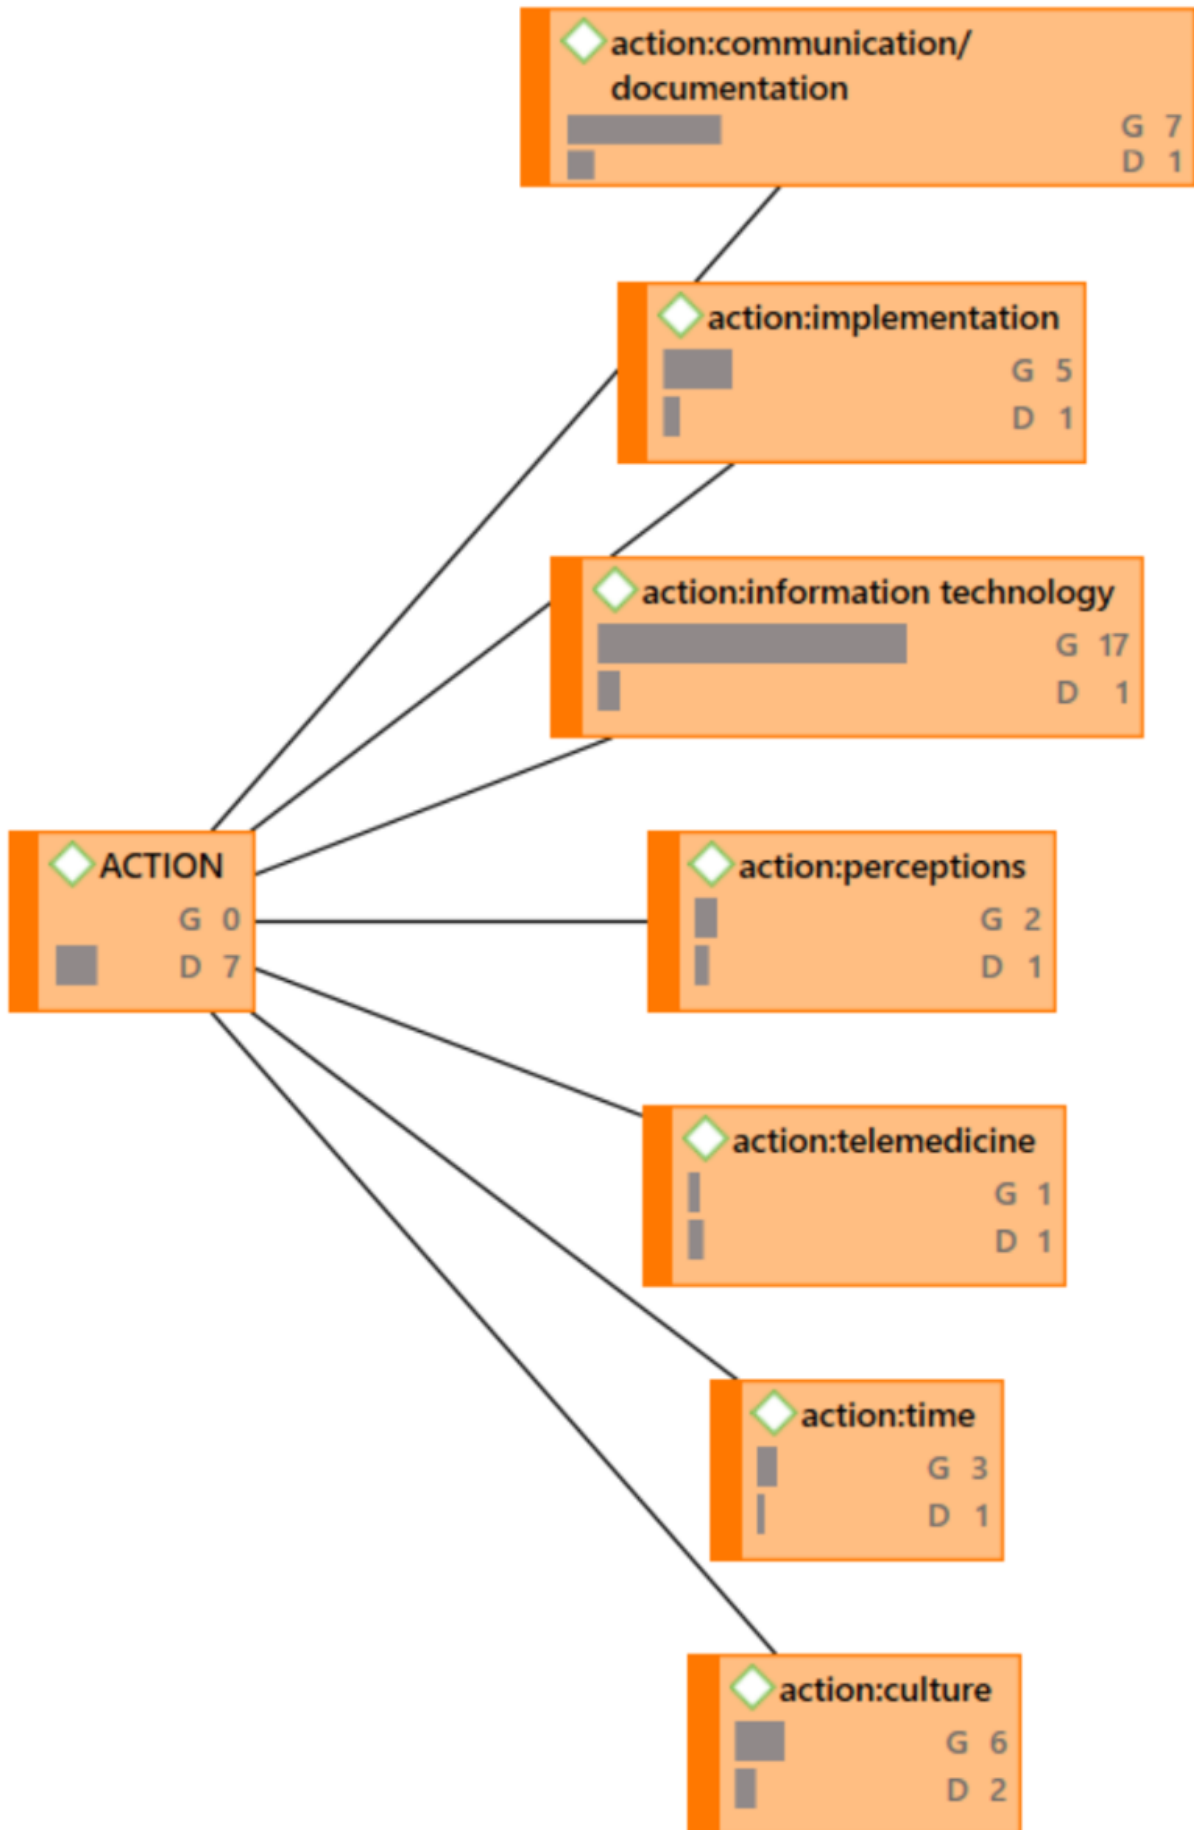 action:communication/
documentation
G 7
D 1
action:implementation
G 5
D 1
action:information technology
G 17
D 1
ACTION
G 0
D 7
action:perceptions
G 2
D 1
action:telemedicine
G 1
D 1
action:time
G 3
D 1
action:culture
G 6
D 2